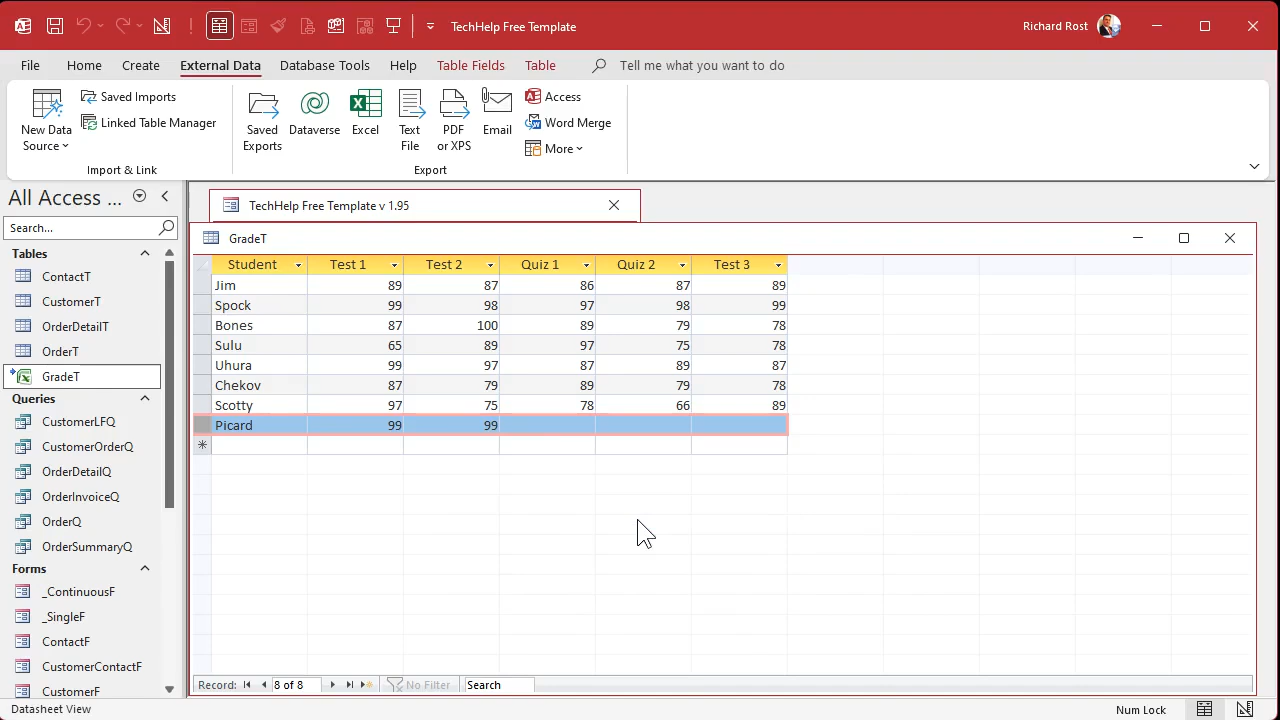 TechHelp Free Template
Richard Rost
File Home Create External Data Database Tools Help Table Fields Table Tell me what you want to do
New Data Source
Saved Imports
Linked Table Manager
Import & Link
Saved Exports
Dataverse
Excel
Text File
PDF or XPS
Email
Access
Word Merge
More
Export
All Access ...
Search...
Tables
ContactT
CustomerT
OrderDetailT
OrderT
GradeT
Queries
CustomerLFQ
CustomerOrderQ
OrderDetailQ
OrderInvoiceQ
OrderQ
OrderSummaryQ
Forms
_ContinuousF
_SingleF
ContactF
CustomerContactF
CustomerF
TechHelp Free Template v 1.95
GradeT
Student Test 1 Test 2 Quiz 1 Quiz 2 Test 3
Jim 89 87 86 87 89
Spock 99 98 97 98 99
Bones 87 100 89 79 78
Sulu 65 89 97 75 78
Uhura 99 97 87 89 87
Chekov 87 79 89 79 78
Scotty 97 75 78 66 89
Picard 99 99
Record: 8 of 8 No Filter Search
Datasheet View
Num Lock